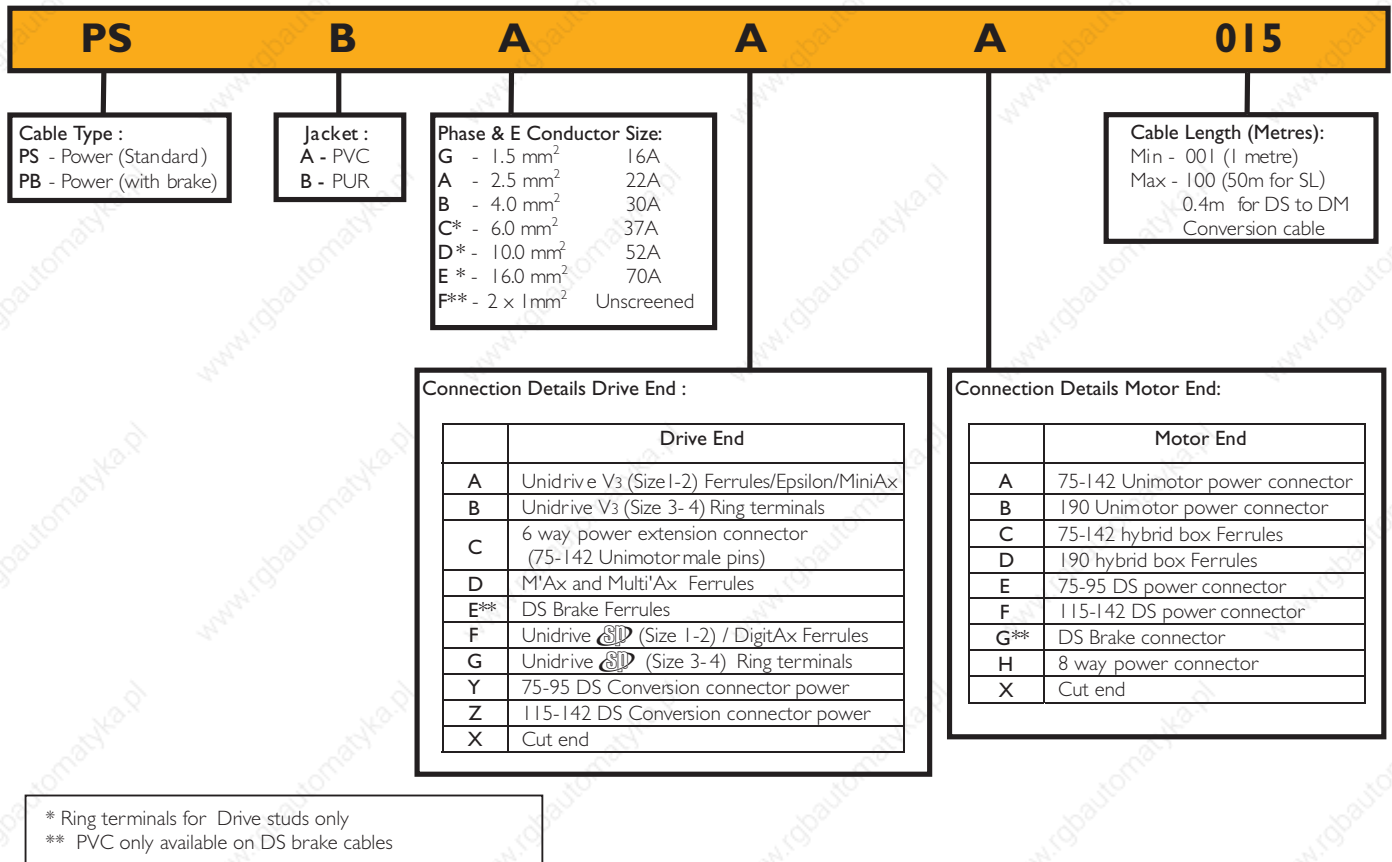 PS B A A A 015
Cable Type :
PS - Power (Standard)
PB - Power (with brake)
Jacket :
A - PVC
B - PUR
Phase & E Conductor Size:
G - 1.5 mm² 16A
A - 2.5 mm² 22A
B - 4.0 mm² 30A
C* - 6.0 mm² 37A
D* - 10.0 mm² 52A
E * - 16.0 mm² 70A
F** - 2 x 1mm² Unscreened
Cable Length (Metres):
Min - 001 (1 metre)
Max - 100 (50m for SL)
0.4m for DS to DM
Conversion cable
Connection Details Drive End :
Drive End
A Unidrive V3 (Size1-2) Ferrules/Epsilon/MiniAx
B Unidrive V3 (Size 3- 4) Ring terminals
C 6 way power extension connector
(75-142 Unimotor male pins)
D M'Ax and Multi'Ax Ferrules
E** DS Brake Ferrules
F Unidrive SP (Size 1-2) / DigitAx Ferrules
G Unidrive SP (Size 3- 4) Ring terminals
Y 75-95 DS Conversion connector power
Z 115-142 DS Conversion connector power
X Cut end
Connection Details Motor End:
Motor End
A 75-142 Unimotor power connector
B 190 Unimotor power connector
C 75-142 hybrid box Ferrules
D 190 hybrid box Ferrules
E 75-95 DS power connector
F 115-142 DS power connector
G** DS Brake connector
H 8 way power connector
X Cut end
* Ring terminals for Drive studs only
** PVC only available on DS brake cables
www.rgbautomatyka.pl